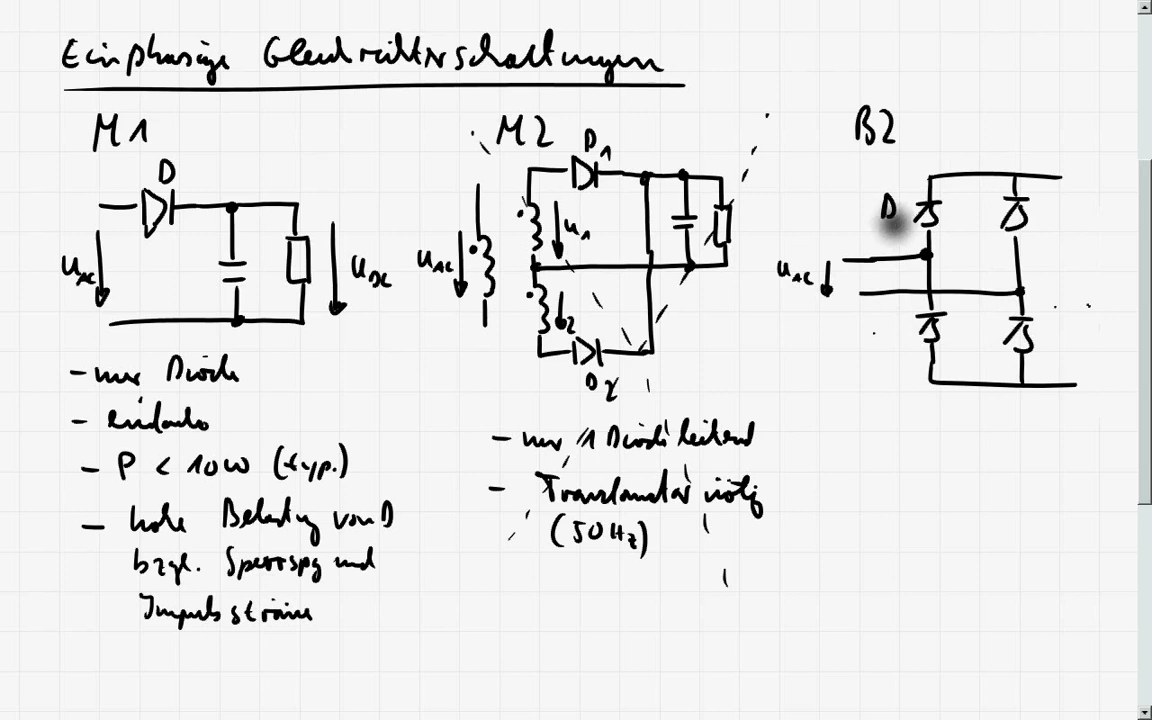 Einphasige Gleichrichterschaltungen
M1
D
u_AC
u_DC
- nur Diode
- einfach
- P < 10W (typ.)
- hohe Belastung von D
bzgl. Sperrspg und
Impulsströme
M2
D1
u_AC
u1
2
D2
- nur 1 Diode leitend
- Transformator nötig
(50Hz)
B2
D
u_AC